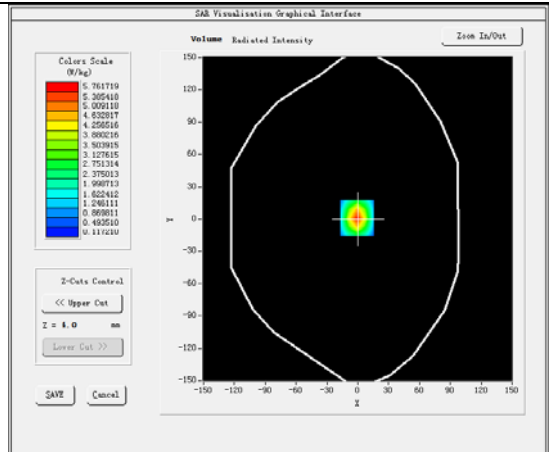 SAR Visualisation Graphical Interface
Volume Radiated Intensity
Zoom In/Out
Colors Scale
(W/kg)
5.761719
5.385418
5.009118
4.632817
4.256516
3.880216
3.503915
3.127615
2.751314
2.375013
1.998713
1.622412
1.246111
0.869811
0.493510
0.117210
150
120
90
60
30
0
-30
-60
-90
-120
-150
Y
-150 -120 -90 -60 -30 0 30 60 90 120 150
X
Z-Cuts Control
<< Upper Cut
Z = 4.0 mm
Lower Cut >>
SAVE Cancel